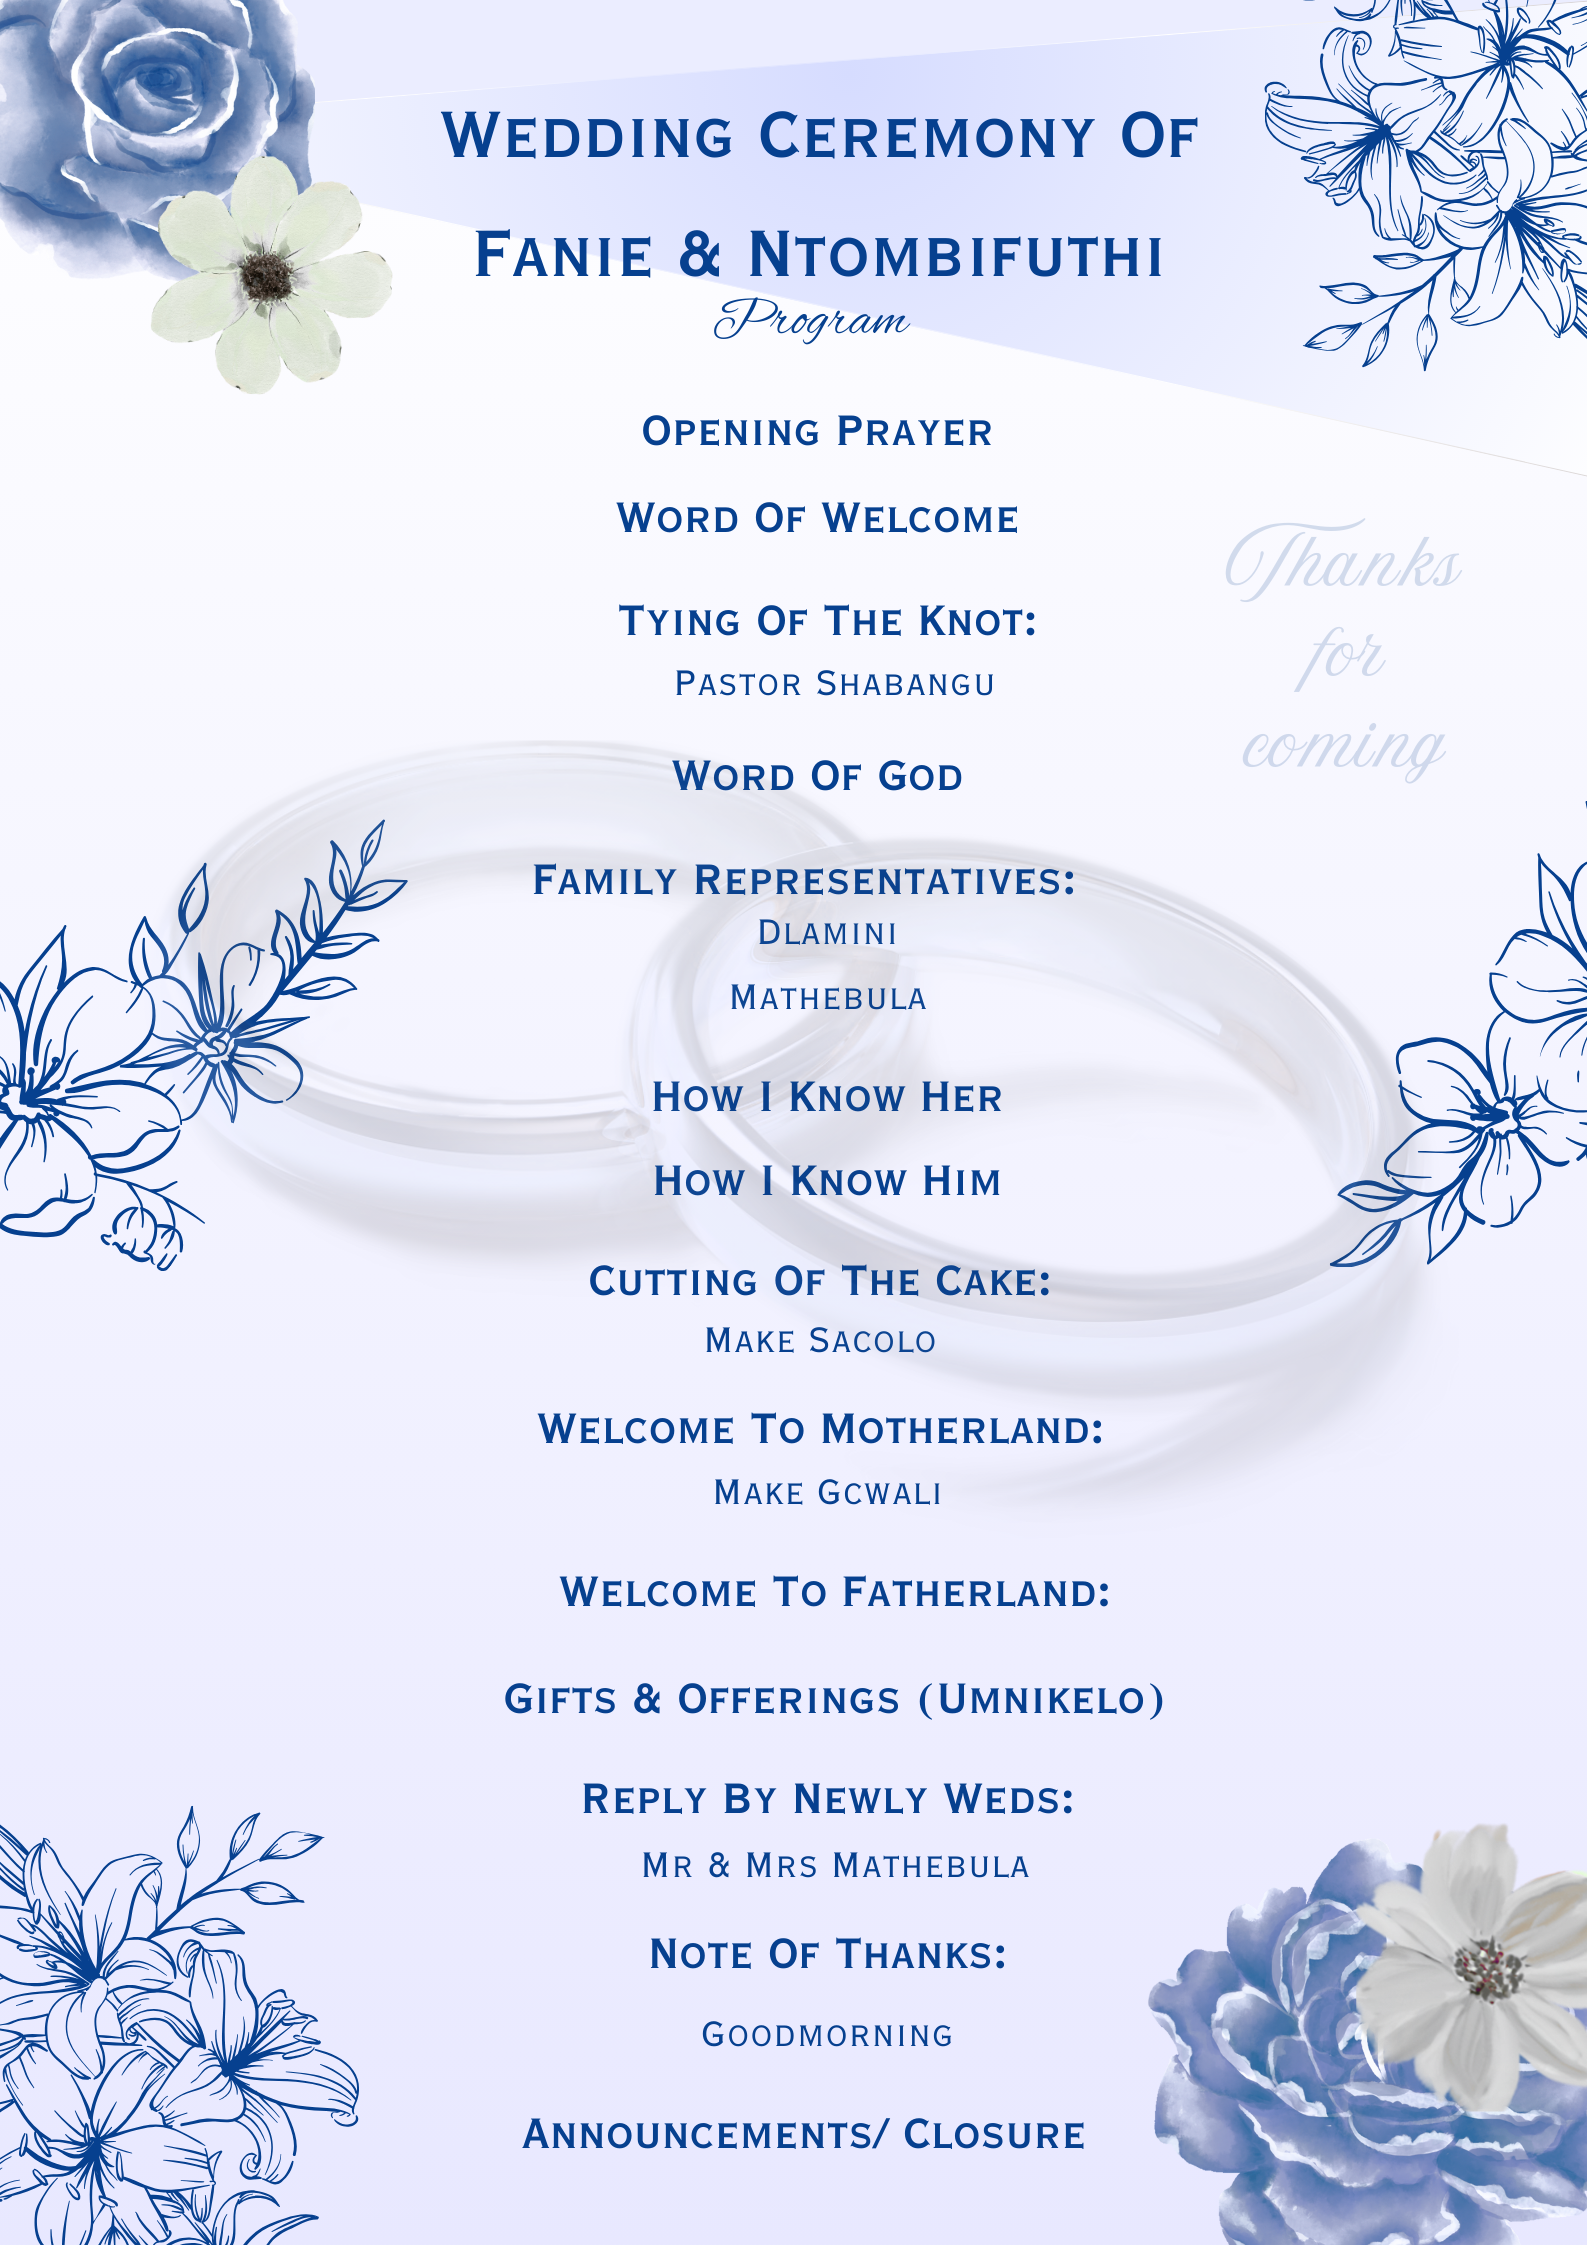 Wedding Ceremony Of
Fanie & Ntombifuthi
Program
Opening Prayer
Word Of Welcome
Thanks
for
coming
Tying Of The Knot:
Pastor Shabangu
Word Of God
Family Representatives:
Dlamini
Mathebula
How I Know Her
How I Know Him
Cutting Of The Cake:
Make Sacolo
Welcome To Motherland:
Make Gcwali
Welcome To Fatherland:
Gifts & Offerings (Umnikelo)
Reply By Newly Weds:
Mr & Mrs Mathebula
Note Of Thanks:
Goodmorning
Announcements/ Closure